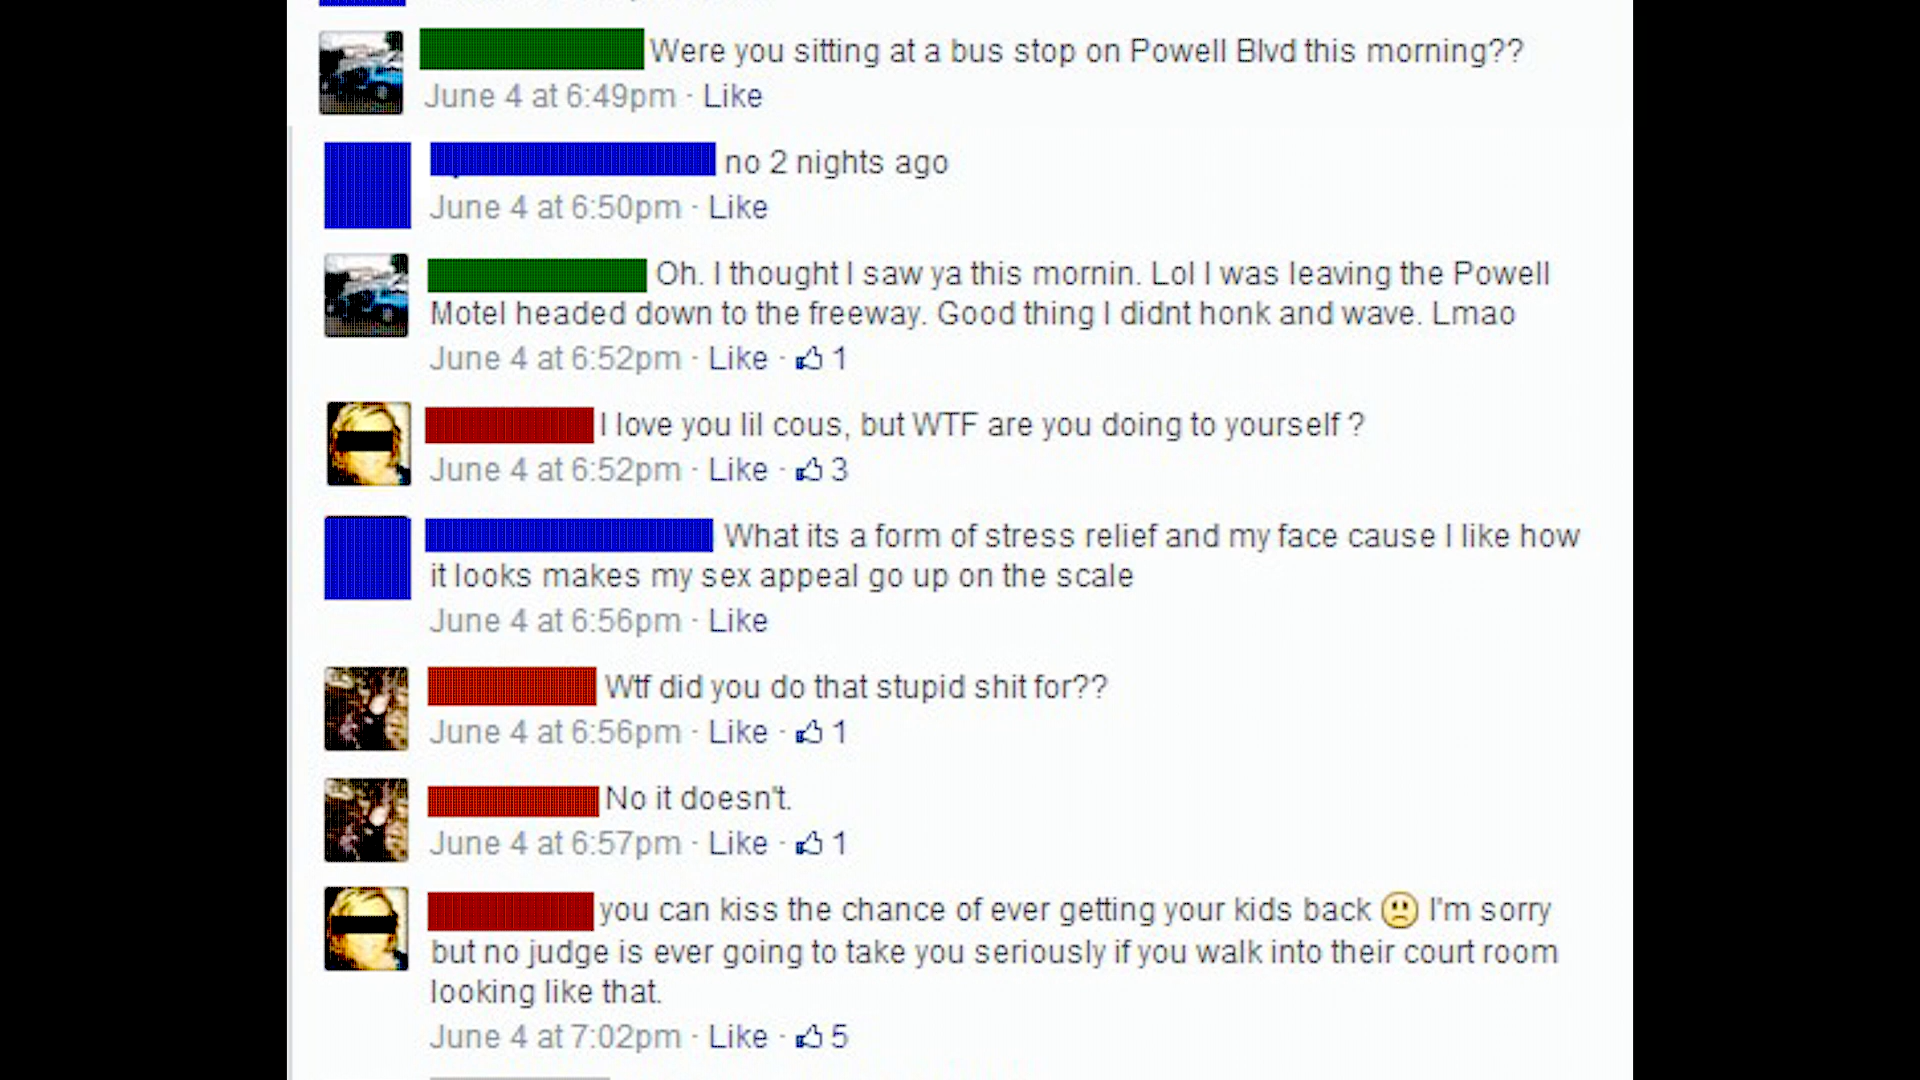 Were you sitting at a bus stop on Powell Blvd this morning??
June 4 at 6:49pm · Like
no 2 nights ago
June 4 at 6:50pm · Like
Oh. I thought I saw ya this mornin. Lol I was leaving the Powell
Motel headed down to the freeway. Good thing I didnt honk and wave. Lmao
June 4 at 6:52pm · Like · 1
I love you lil cous, but WTF are you doing to yourself ?
June 4 at 6:52pm · Like · 3
What its a form of stress relief and my face cause I like how
it looks makes my sex appeal go up on the scale
June 4 at 6:56pm · Like
Wtf did you do that stupid shit for??
June 4 at 6:56pm · Like · 1
No it doesn't.
June 4 at 6:57pm · Like · 1
you can kiss the chance of ever getting your kids back I'm sorry
but no judge is ever going to take you seriously if you walk into their court room
looking like that.
June 4 at 7:02pm · Like · 5